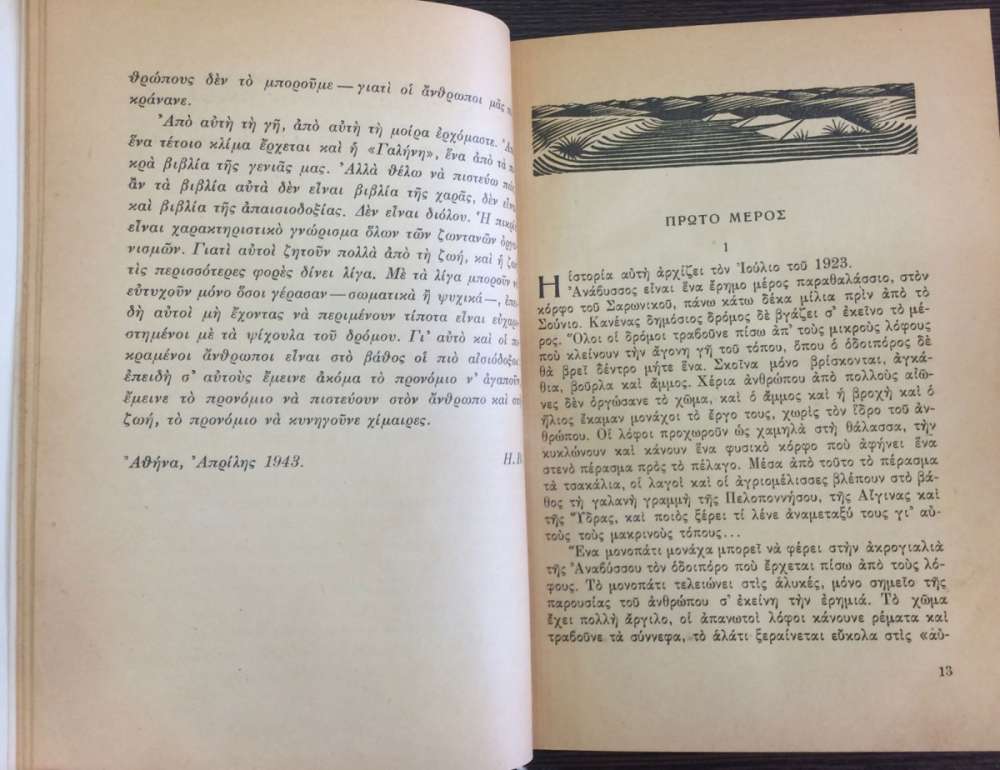 θρώπους δὲν τὸ μποροῦμε — γιατὶ οἱ ἄνθρωποι μᾶς
κράνανε.
Ἀπὸ αὐτὴ τὴ γῆ, ἀπὸ αὐτὴ τὴ μοίρα ἐρχόμαστε.
ἕνα τέτοιο κλίμα ἔρχεται καὶ ἡ «Γαλήνη», ἕνα ἀπὸ τὰ
κρὰ βιβλία τῆς γενιᾶς μας. Ἀλλὰ θέλω νὰ πιστεύω
ἂν τὰ βιβλία αὐτὰ δὲν εἶναι βιβλία τῆς χαρᾶς, δὲν
καὶ βιβλία τῆς ἀπαισιοδοξίας. Δὲν εἶναι διόλου. Ἡ
εἶναι χαρακτηριστικὸ γνώρισμα ὅλων τῶν ζωντανῶν
νισμῶν. Γιατὶ αὐτοὶ ζητοῦν πολλὰ ἀπὸ τὴ ζωή, καὶ ἡ
τὶς περισσότερες φορὲς δίνει λίγα. Μὲ τὰ λίγα μποροῦν
εὐτυχοῦν μόνο ὅσοι γέρασαν — σωματικὰ ἢ ψυχικά —,
δὴ αὐτοὶ μὴ ἔχοντας νὰ περιμένουν τίποτα εἶναι
στημένοι μὲ τὰ ψίχουλα τοῦ δρόμου. Γι' αὐτὸ καὶ οἱ
κραμένοι ἄνθρωποι εἶναι στὸ βάθος οἱ πιὸ αἰσιόδοξοι
ἐπειδὴ σ' αὐτοὺς ἔμεινε ἀκόμα τὸ προνόμιο ν' ἀγαποῦν,
ἔμεινε τὸ προνόμιο νὰ πιστεύουν στὸν ἄνθρωπο καὶ
ζωή, τὸ προνόμιο νὰ κυνηγοῦνε χίμαιρες.
Ἀθήνα, Ἀπρίλης 1943.
Η.
ΠΡΩΤΟ ΜΕΡΟΣ
1
Η ἱστορία αὐτὴ ἀρχίζει τὸν Ἰούλιο τοῦ 1923.
Ἀνάβυσσος εἶναι ἕνα ἔρημο μέρος παραθαλάσσιο, στὸν
κόρφο τοῦ Σαρωνικοῦ, πάνω κάτω δέκα μίλια πρὶν ἀπὸ τὸ
Σούνιο. Κανένας δημόσιος δρόμος δὲ βγάζει σ' ἐκεῖνο τὸ μέ-
ρος. Ὅλοι οἱ δρόμοι τραβοῦνε πίσω ἀπ' τοὺς μικροὺς λόφους
ποὺ κλείνουν τὴν ἄγονη γῆ τοῦ τόπου, ὅπου ὁ ὁδοιπόρος δὲ
θὰ βρεῖ δέντρο μήτε ἕνα. Σκοῖνα μόνο βρίσκονται, ἀγκά-
θια, βοῦρλα καὶ ἄμμος. Χέρια ἀνθρώπου ἀπὸ πολλοὺς αἰῶ-
νες δὲν ὀργώσανε τὸ χῶμα, καὶ ὁ ἄμμος καὶ ἡ βροχὴ καὶ ὁ
ἥλιος ἔκαμαν μονάχοι τὸ ἔργο τους, χωρὶς τὸν ἵδρο τοῦ ἀν-
θρώπου. Οἱ λόφοι προχωροῦν ὡς χαμηλὰ στὴ θάλασσα, τὴν
κυκλώνουν καὶ κάνουν ἕνα φυσικὸ κόρφο ποὺ ἀφήνει ἕνα
στενὸ πέρασμα πρὸς τὸ πέλαγο. Μέσα ἀπὸ τοῦτο τὸ πέρασμα
τὰ τσακάλια, οἱ λαγοὶ καὶ οἱ ἀγριομέλισσες βλέπουν στὸ βά-
θος τὴ γαλανὴ γραμμὴ τῆς Πελοποννήσου, τῆς Αἴγινας καὶ
τῆς Ὕδρας, καὶ ποιὸς ξέρει τί λένε ἀναμεταξύ τους γι' αὐ-
τοὺς τοὺς μακρινοὺς τόπους...
Ἕνα μονοπάτι μονάχα μπορεῖ νὰ φέρει στὴν ἀκρογιαλιὰ
τῆς Ἀναβύσσου τὸν ὁδοιπόρο ποὺ ἔρχεται πίσω ἀπὸ τοὺς λό-
φους. Τὸ μονοπάτι τελειώνει στὶς ἀλυκές, μόνο σημεῖο τῆς
παρουσίας τοῦ ἀνθρώπου σ' ἐκείνη τὴν ἐρημιά. Τὸ χῶμα
ἔχει πολλὴ ἄργιλο, οἱ ἀπανωτοὶ λόφοι κάνουνε ρέματα καὶ
τραβοῦνε τὰ σύννεφα, τὸ ἁλάτι ξεραίνεται εὔκολα στὶς «αὐ-
13